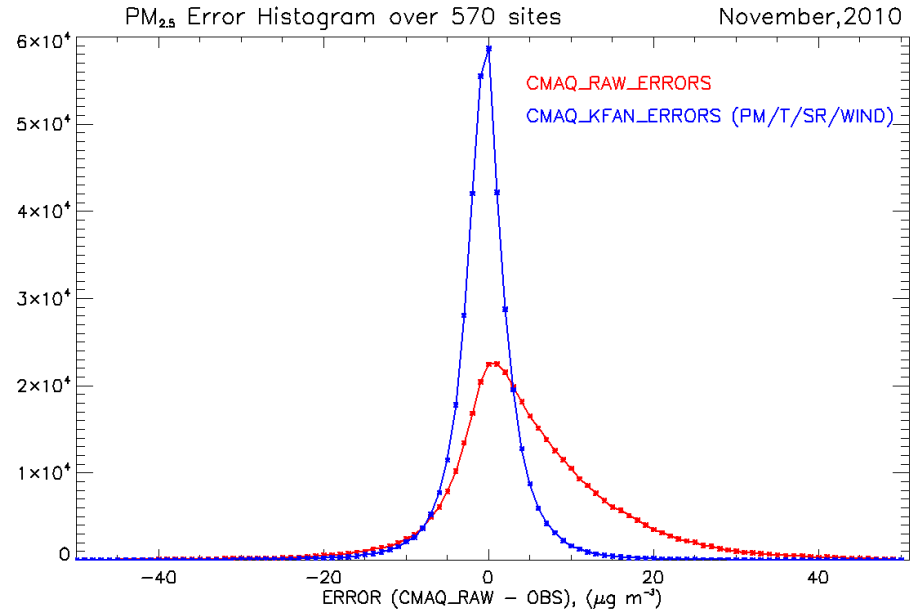 PM₂.₅ Error Histogram over 570 sites November,2010
6×10⁴
CMAQ_RAW_ERRORS
CMAQ_KFAN_ERRORS (PM/T/SR/WIND)
5×10⁴
4×10⁴
3×10⁴
2×10⁴
1×10⁴
0
−40 −20 0 20 40
ERROR (CMAQ_RAW − OBS), (μg m⁻³)